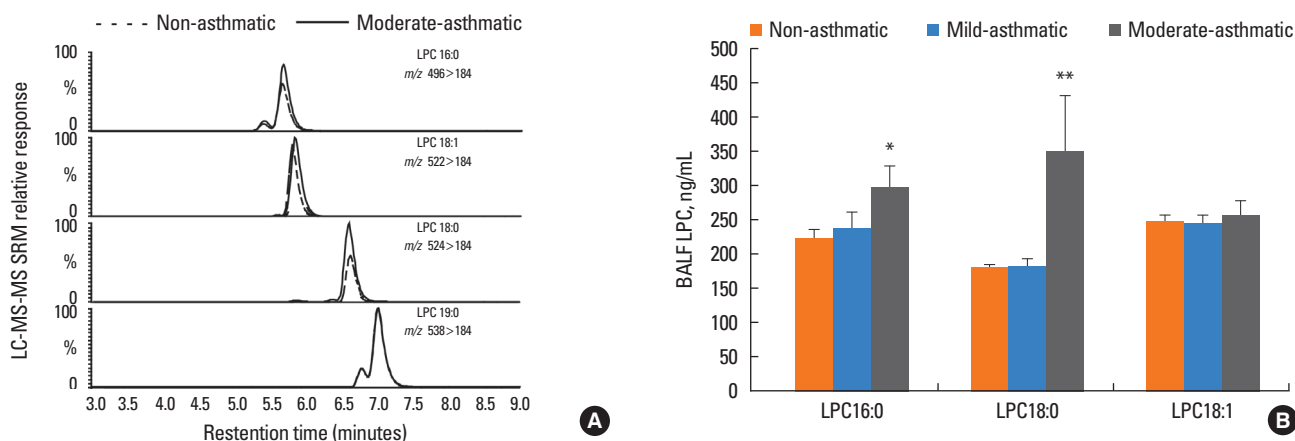 Non-asthmatic Moderate-asthmatic
LC-MS-MS SRM relative response
100
%
0
LPC 16:0
m/z 496>184
100
%
0
LPC 18:1
m/z 522>184
100
%
0
LPC 18:0
m/z 524>184
100
%
0
LPC 19:0
m/z 538>184
3.0 3.5 4.0 4.5 5.0 5.5 6.0 6.5 7.0 7.5 8.0 8.5 9.0
Restention time (minutes)
A
Non-asthmatic Mild-asthmatic Moderate-asthmatic
BALF LPC, ng/mL
500
450
400
350
300
250
200
150
100
50
0
*
**
LPC16:0 LPC18:0 LPC18:1
B